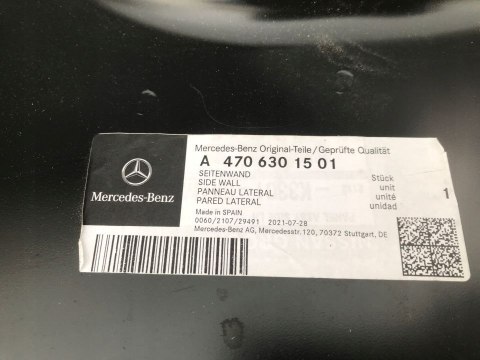 Mercedes-Benz
Mercedes-Benz Original-Teile/Geprüfte Qualität
A 470 630 15 01
SEITENWAND Stück
SIDE WALL unit
PANNEAU LATERAL unité
PARED LATERAL unidad
1
Made in SPAIN
0060/2107/29491 2021-07-28
Mercedes-Benz AG, Mercedesstr.120, 70372 Stuttgart, DE